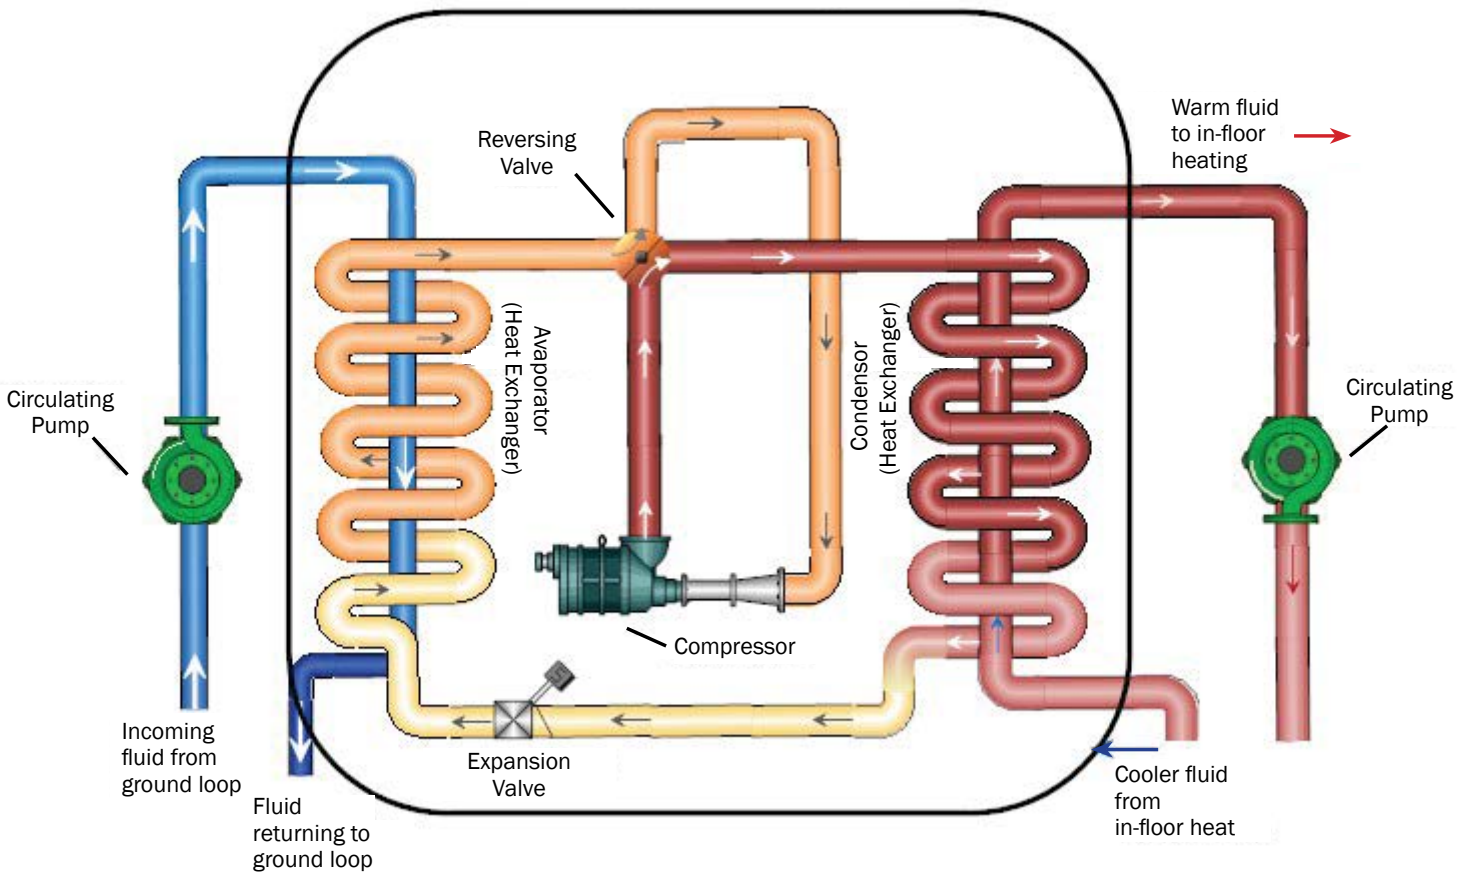 Warm fluid
to in-floor
heating
Reversing
Valve
Circulating
Pump
Avaporator
(Heat Exchanger)
Condensor
(Heat Exchanger)
Circulating
Pump
Compressor
Incoming
fluid from
ground loop
Expansion
Valve
Fluid
returning to
ground loop
Cooler fluid
from
in-floor heat